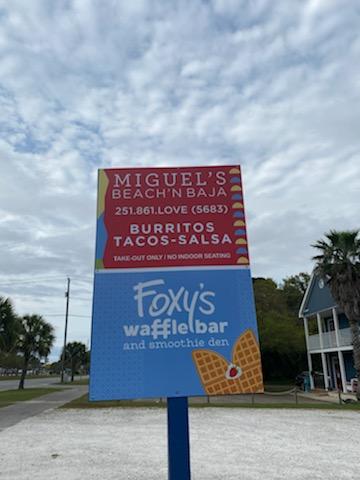 MIGUEL'S
BEACH'N BAJA
251.861.LOVE (5683)
BURRITOS
TACOS-SALSA
TAKE-OUT ONLY / NO INDOOR SEATING
Foxy's
waffle bar
and smoothie den